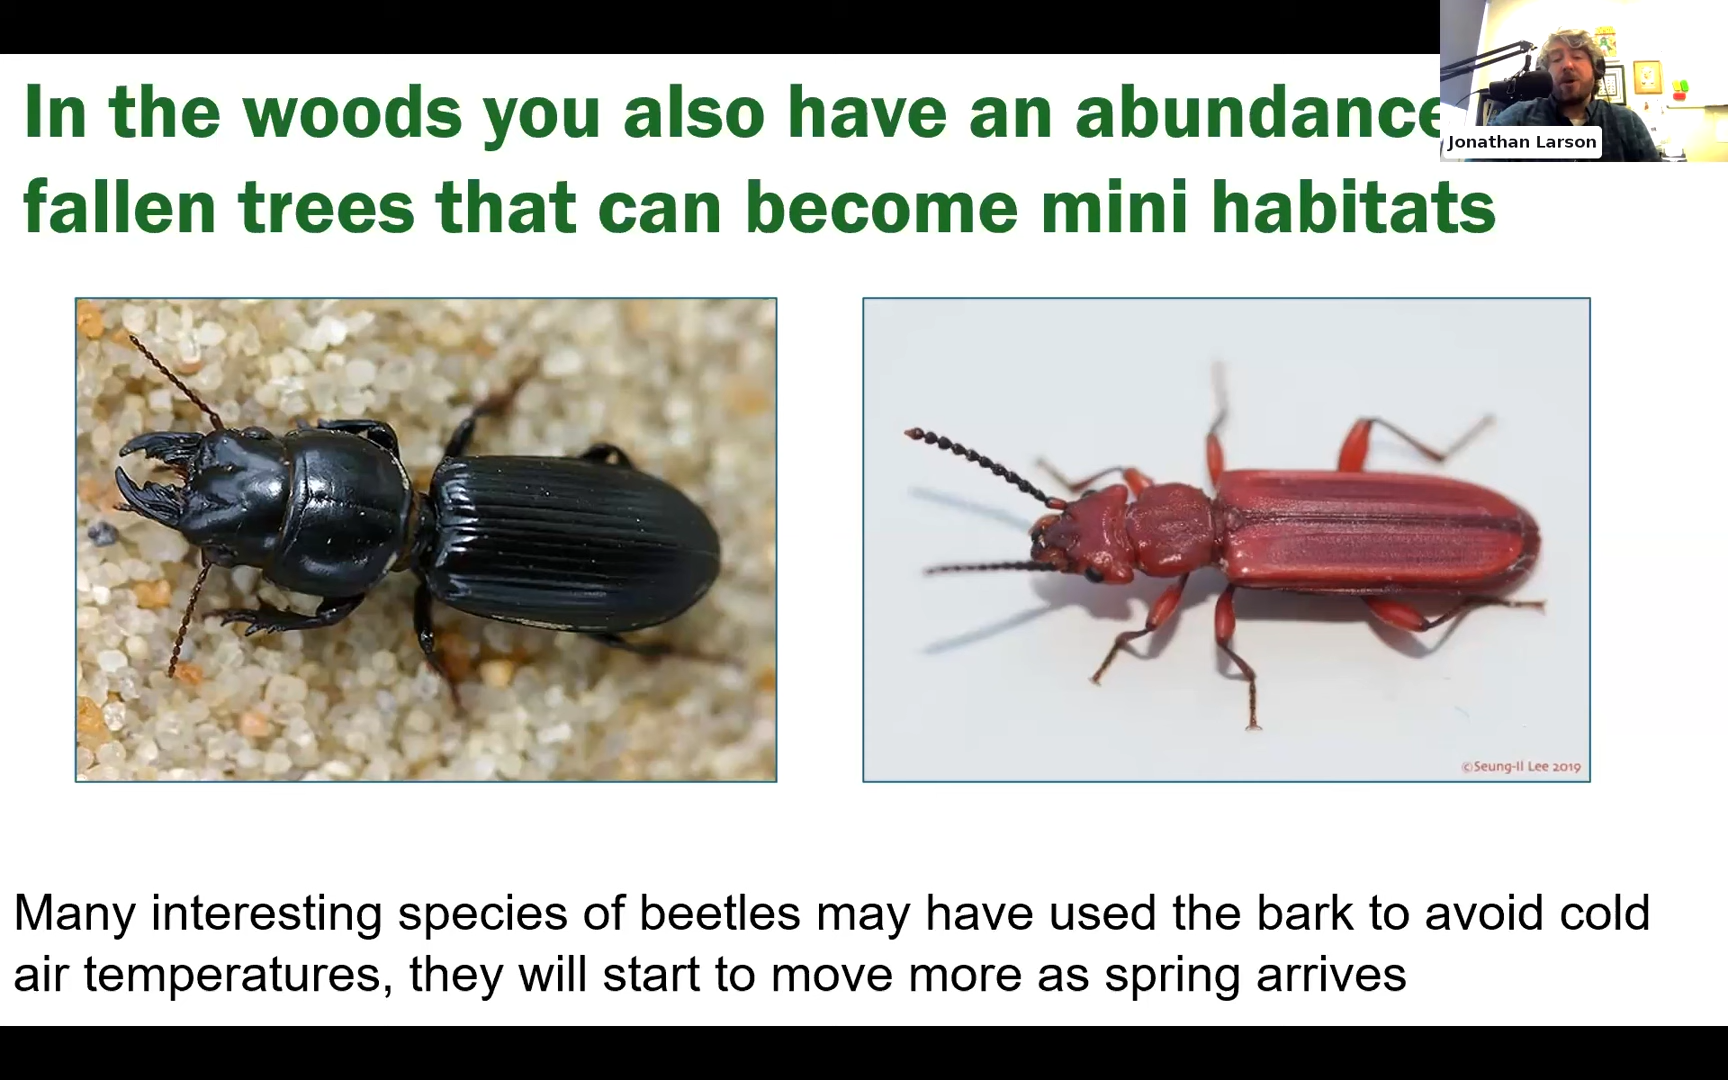 In the woods you also have an abundance
fallen trees that can become mini habitats
Jonathan Larson
©Seung-Il Lee 2019
Many interesting species of beetles may have used the bark to avoid cold
air temperatures, they will start to move more as spring arrives